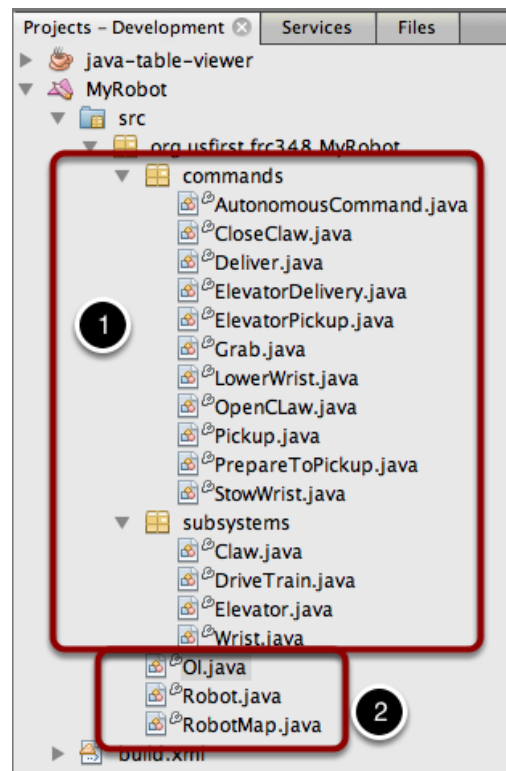 Projects – Development Services Files
java-table-viewer
MyRobot
src
org.usfirst.frc348.MyRobot
commands
AutonomousCommand.java
CloseClaw.java
Deliver.java
ElevatorDelivery.java
ElevatorPickup.java
Grab.java
LowerWrist.java
OpenCLaw.java
Pickup.java
PrepareToPickup.java
StowWrist.java
subsystems
Claw.java
DriveTrain.java
Elevator.java
Wrist.java
OI.java
Robot.java
RobotMap.java
build.xml
1
2